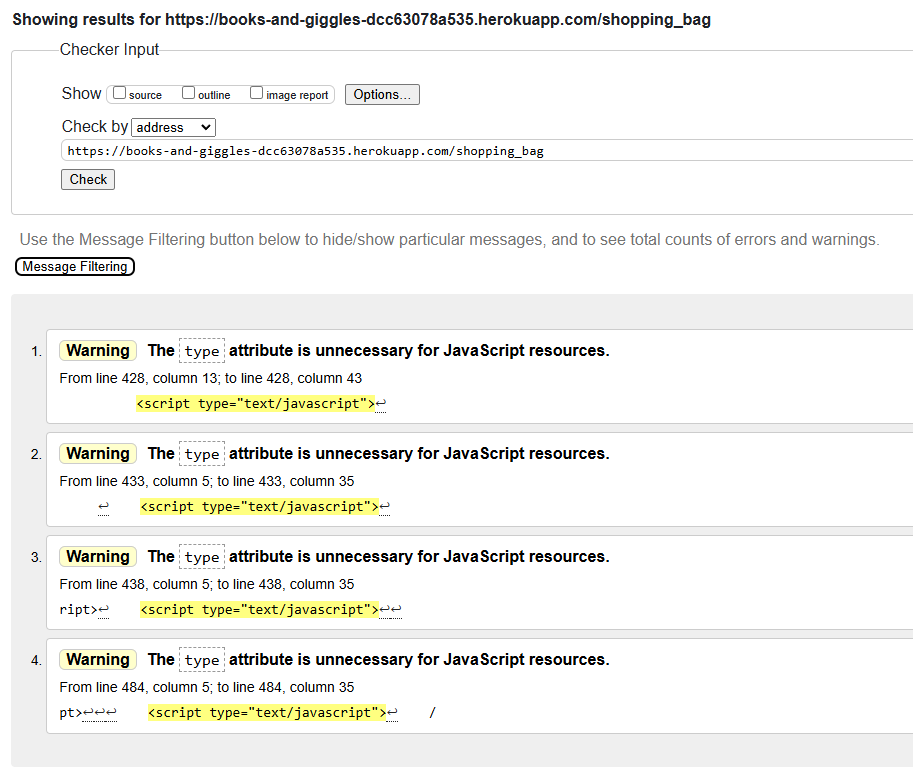 Showing results for https://books-and-giggles-dcc63078a535.herokuapp.com/shopping_bag
Checker Input
Show source outline image report Options...
Check by address
https://books-and-giggles-dcc63078a535.herokuapp.com/shopping_bag
Check
Use the Message Filtering button below to hide/show particular messages, and to see total counts of errors and warnings.
Message Filtering
1. Warning The type attribute is unnecessary for JavaScript resources.
From line 428, column 13; to line 428, column 43
<script type="text/javascript">↩
2. Warning The type attribute is unnecessary for JavaScript resources.
From line 433, column 5; to line 433, column 35
↩ <script type="text/javascript">↩
3. Warning The type attribute is unnecessary for JavaScript resources.
From line 438, column 5; to line 438, column 35
ript>↩ <script type="text/javascript">↩↩
4. Warning The type attribute is unnecessary for JavaScript resources.
From line 484, column 5; to line 484, column 35
pt>↩↩↩ <script type="text/javascript">↩ /